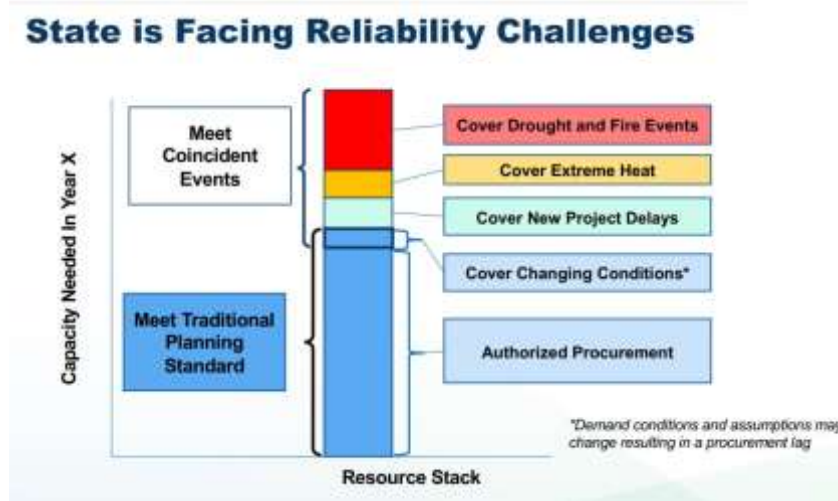 State is Facing Reliability Challenges
Capacity Needed In Year X
Meet
Coincident
Events
Meet Traditional
Planning
Standard
Cover Drought and Fire Events
Cover Extreme Heat
Cover New Project Delays
Cover Changing Conditions*
Authorized Procurement
*Demand conditions and assumptions may
change resulting in a procurement lag
Resource Stack